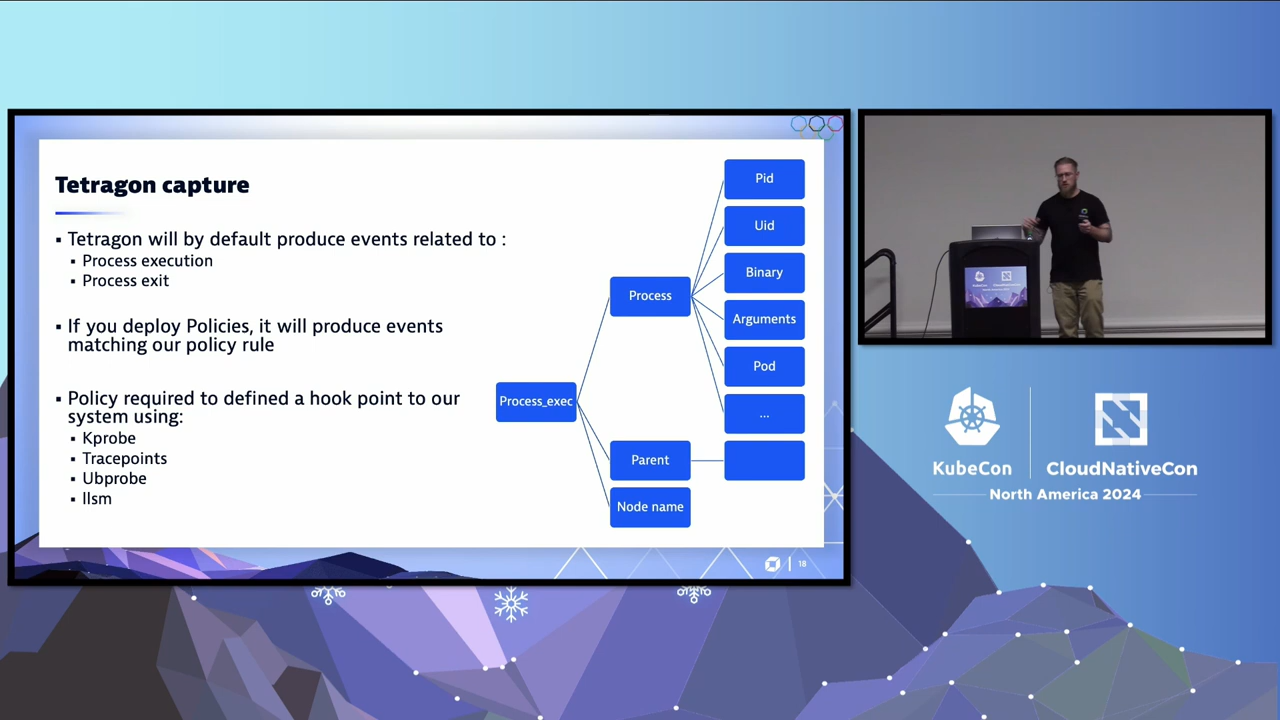 Tetragon capture
▪ Tetragon will by default produce events related to :
▪ Process execution
▪ Process exit
▪ If you deploy Policies, it will produce events
matching our policy rule
▪ Policy required to defined a hook point to our
system using:
▪ Kprobe
▪ Tracepoints
▪ Ubprobe
▪ llsm
Process_exec
Process
Parent
Node name
Pid
Uid
Binary
Arguments
Pod
...
18
KubeCon
CloudNativeCon
North America 2024
KubeCon
CloudNativeCon